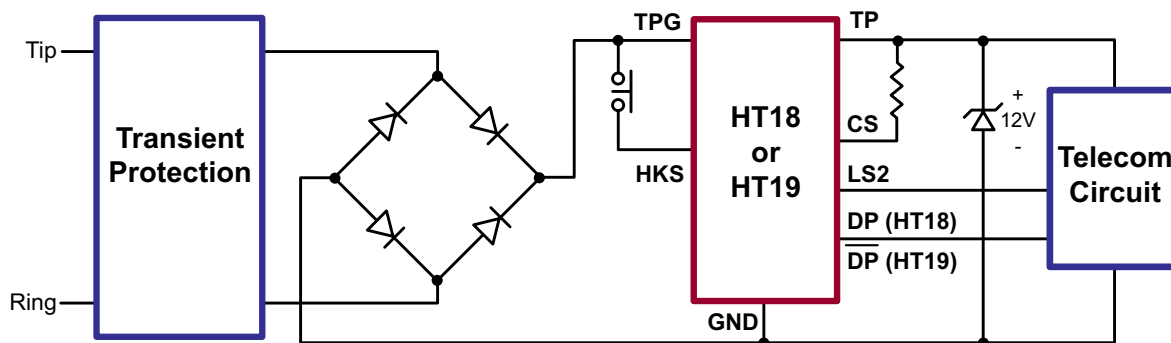 Tip
Ring
Transient
Protection
TPG
HKS
HT18
or
HT19
GND
TP
CS
LS2
DP (HT18)
DP (HT19)
+
12V
-
Telecom
Circuit